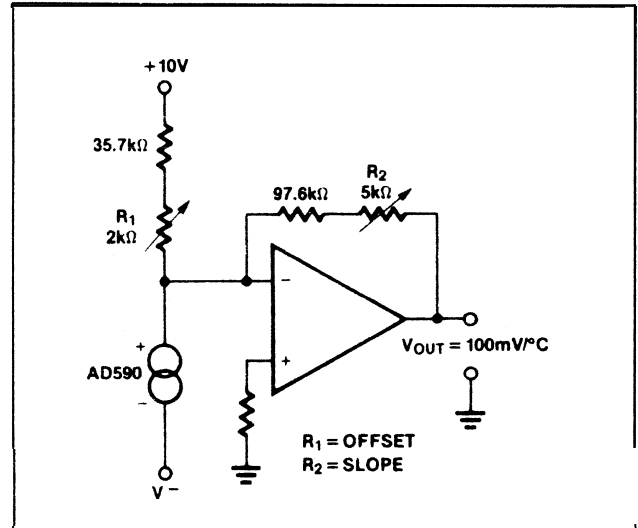 +10V
35.7kΩ
R1
2kΩ
97.6kΩ
R2
5kΩ
−
+
+
AD590
−
VOUT = 100mV/°C
R1 = OFFSET
R2 = SLOPE
V−